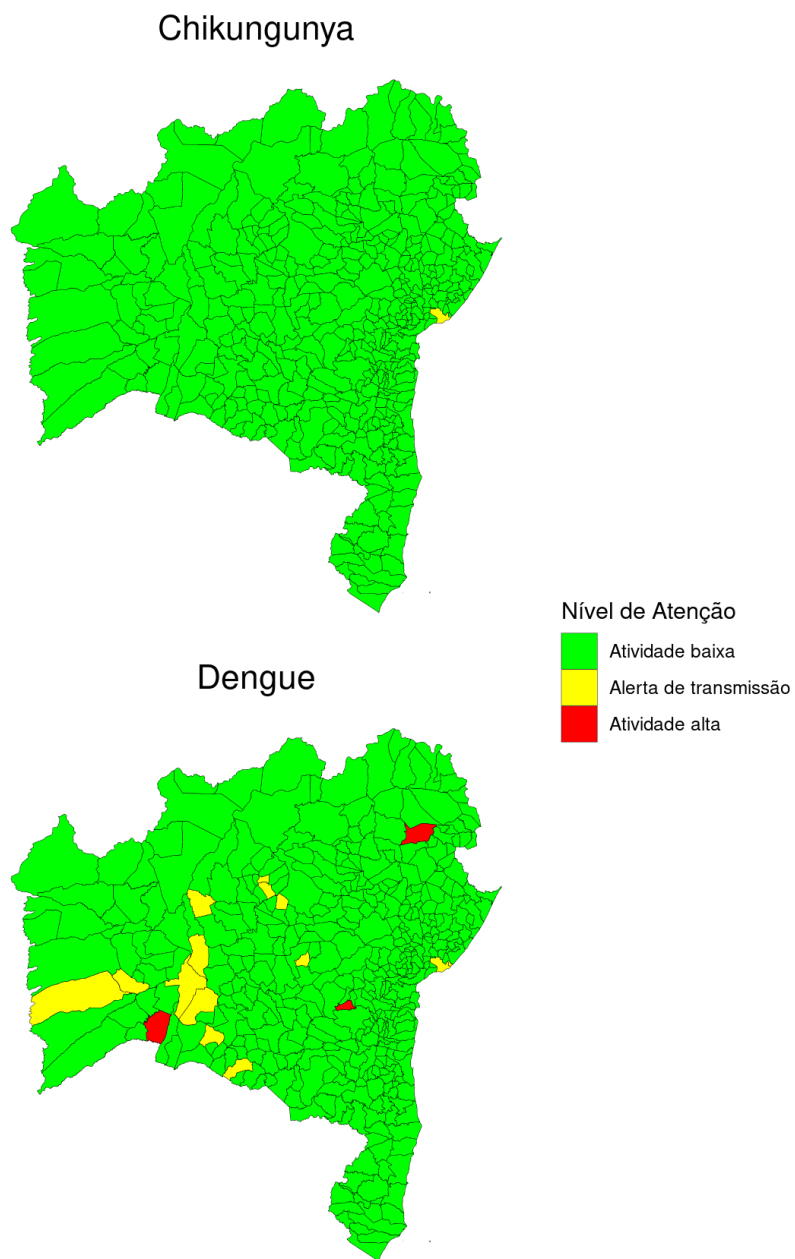 Chikungunya
Nível de Atenção
Atividade baixa
Alerta de transmissão
Atividade alta
Dengue